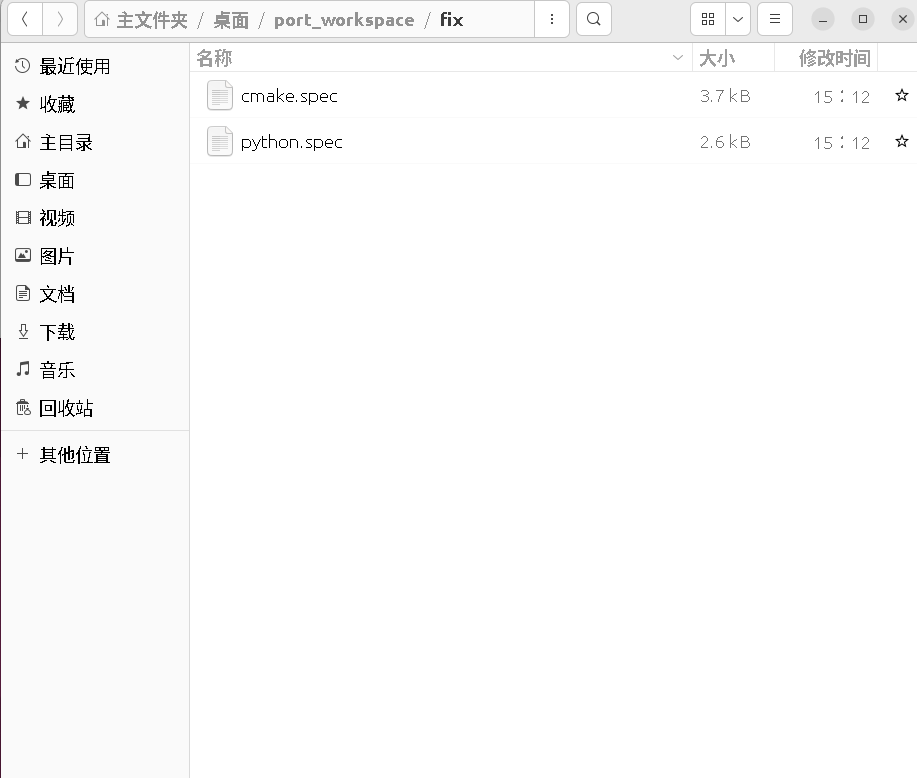 主文件夹 / 桌面 / port_workspace / fix
最近使用
收藏
主目录
桌面
视频
图片
文档
下载
音乐
回收站
其他位置
名称 大小 修改时间
cmake.spec 3.7 kB 15：12
python.spec 2.6 kB 15：12